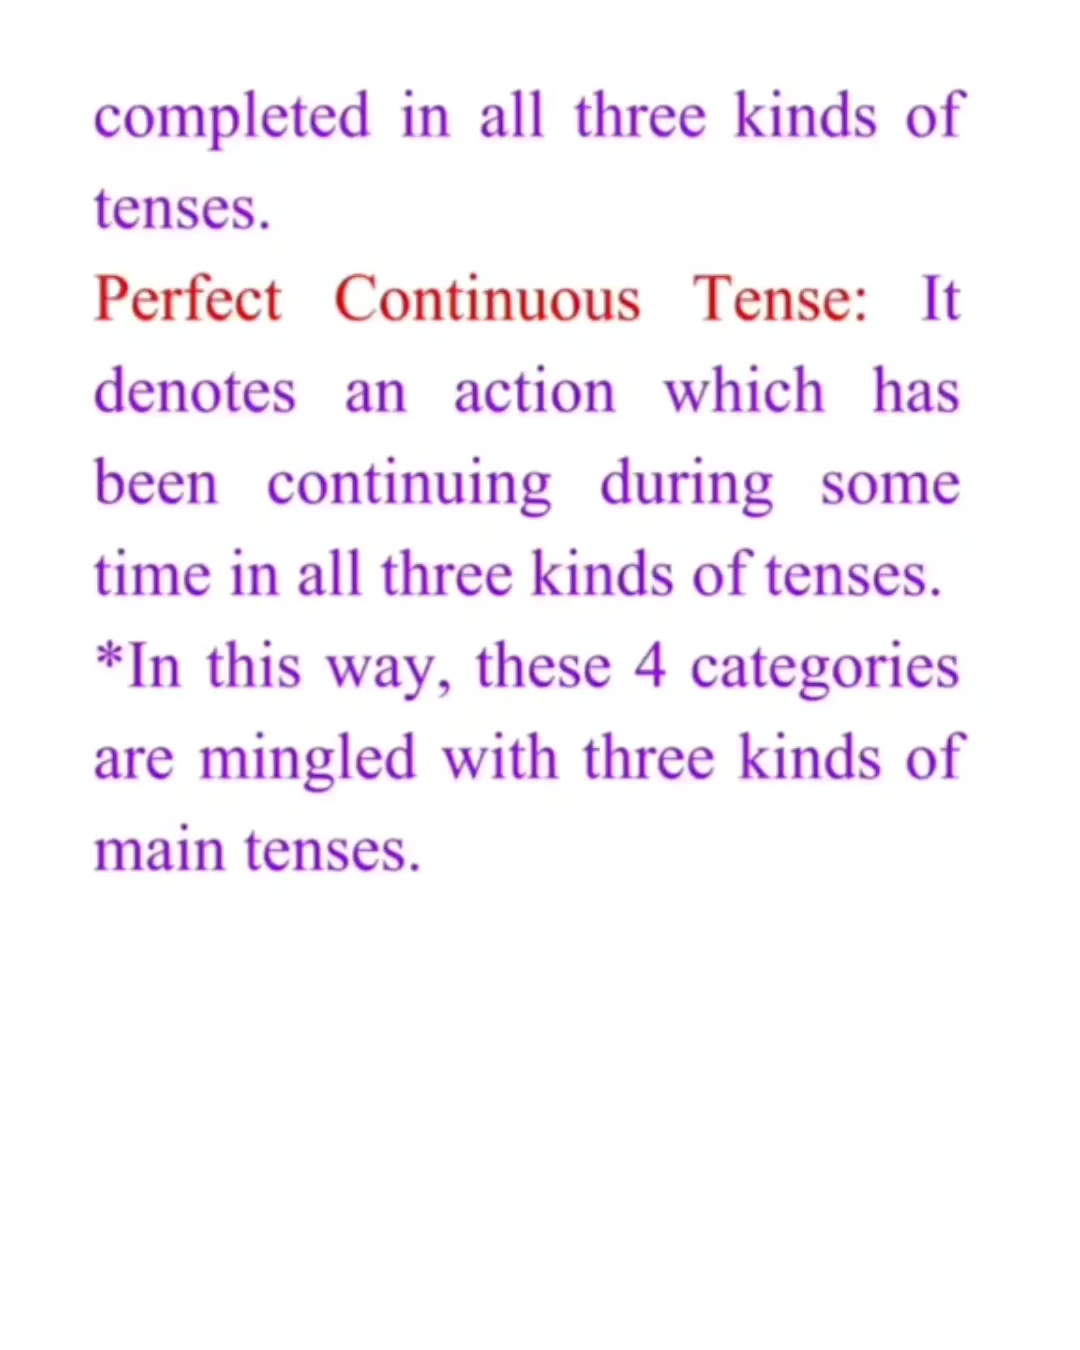 completed in all three kinds of
tenses.
Perfect Continuous Tense: It
denotes an action which has
been continuing during some
time in all three kinds of tenses.
*In this way, these 4 categories
are mingled with three kinds of
main tenses.